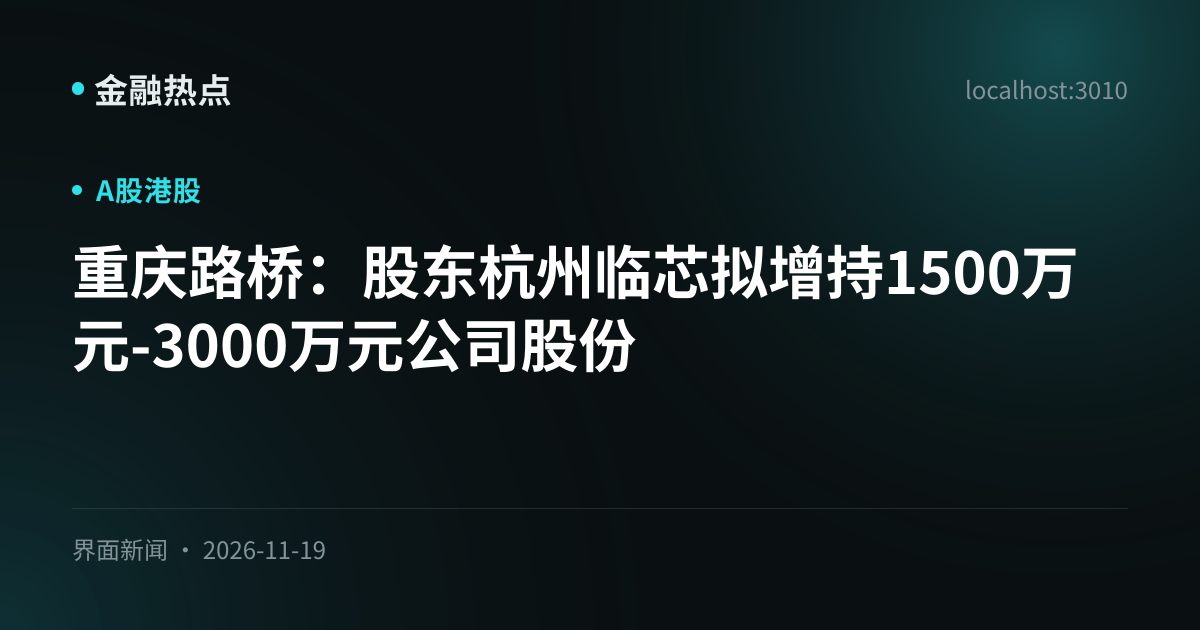 金融热点
localhost:3010
A股港股
重庆路桥：股东杭州临芯拟增持1500万
元-3000万元公司股份
界面新闻 · 2026-11-19